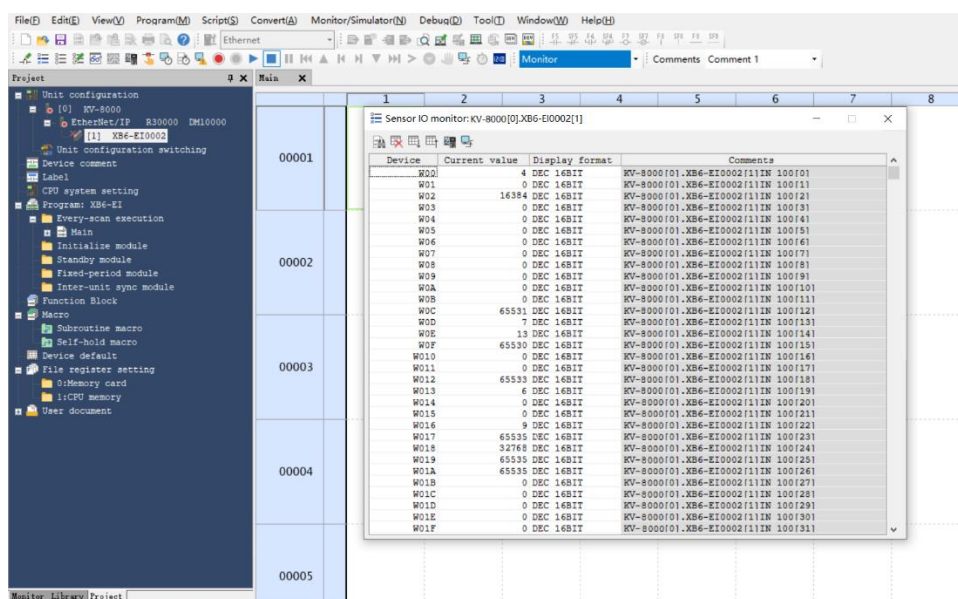 File(F) Edit(E) View(V) Program(M) Script(S) Convert(A) Monitor/Simulator(N) Debug(D) Tool(T) Window(W) Help(H)
Ethernet
Monitor Comments Comment 1
Project
Main
Unit configuration
[0] KV-8000
EtherNet/IP R30000 DM10000
[1] XB6-EI0002
Unit configuration switching
Device comment
Label
CPU system setting
Program: XB6-EI
Every-scan execution
Main
Initialize module
Standby module
Fixed-period module
Inter-unit sync module
Function Block
Macro
Subroutine macro
Self-hold macro
Device default
File register setting
0:Memory card
1:CPU memory
User document
Monitor Library Project
1 2 3 4 5 6 7 8
00001
00002
00003
00004
00005
Sensor IO monitor: KV-8000[0].XB6-EI0002[1]
Device Current value Display format Comments
W00 4 DEC 16BIT KV-8000[0].XB6-EI0002[1]IN 100[0]
W01 0 DEC 16BIT KV-8000[0].XB6-EI0002[1]IN 100[1]
W02 16384 DEC 16BIT KV-8000[0].XB6-EI0002[1]IN 100[2]
W03 0 DEC 16BIT KV-8000[0].XB6-EI0002[1]IN 100[3]
W04 0 DEC 16BIT KV-8000[0].XB6-EI0002[1]IN 100[4]
W05 0 DEC 16BIT KV-8000[0].XB6-EI0002[1]IN 100[5]
W06 0 DEC 16BIT KV-8000[0].XB6-EI0002[1]IN 100[6]
W07 0 DEC 16BIT KV-8000[0].XB6-EI0002[1]IN 100[7]
W08 0 DEC 16BIT KV-8000[0].XB6-EI0002[1]IN 100[8]
W09 0 DEC 16BIT KV-8000[0].XB6-EI0002[1]IN 100[9]
W0A 0 DEC 16BIT KV-8000[0].XB6-EI0002[1]IN 100[10]
W0B 0 DEC 16BIT KV-8000[0].XB6-EI0002[1]IN 100[11]
W0C 65531 DEC 16BIT KV-8000[0].XB6-EI0002[1]IN 100[12]
W0D 7 DEC 16BIT KV-8000[0].XB6-EI0002[1]IN 100[13]
W0E 13 DEC 16BIT KV-8000[0].XB6-EI0002[1]IN 100[14]
W0F 65530 DEC 16BIT KV-8000[0].XB6-EI0002[1]IN 100[15]
W010 0 DEC 16BIT KV-8000[0].XB6-EI0002[1]IN 100[16]
W011 0 DEC 16BIT KV-8000[0].XB6-EI0002[1]IN 100[17]
W012 65533 DEC 16BIT KV-8000[0].XB6-EI0002[1]IN 100[18]
W013 6 DEC 16BIT KV-8000[0].XB6-EI0002[1]IN 100[19]
W014 0 DEC 16BIT KV-8000[0].XB6-EI0002[1]IN 100[20]
W015 0 DEC 16BIT KV-8000[0].XB6-EI0002[1]IN 100[21]
W016 9 DEC 16BIT KV-8000[0].XB6-EI0002[1]IN 100[22]
W017 65535 DEC 16BIT KV-8000[0].XB6-EI0002[1]IN 100[23]
W018 32768 DEC 16BIT KV-8000[0].XB6-EI0002[1]IN 100[24]
W019 65535 DEC 16BIT KV-8000[0].XB6-EI0002[1]IN 100[25]
W01A 65535 DEC 16BIT KV-8000[0].XB6-EI0002[1]IN 100[26]
W01B 0 DEC 16BIT KV-8000[0].XB6-EI0002[1]IN 100[27]
W01C 0 DEC 16BIT KV-8000[0].XB6-EI0002[1]IN 100[28]
W01D 0 DEC 16BIT KV-8000[0].XB6-EI0002[1]IN 100[29]
W01E 0 DEC 16BIT KV-8000[0].XB6-EI0002[1]IN 100[30]
W01F 0 DEC 16BIT KV-8000[0].XB6-EI0002[1]IN 100[31]